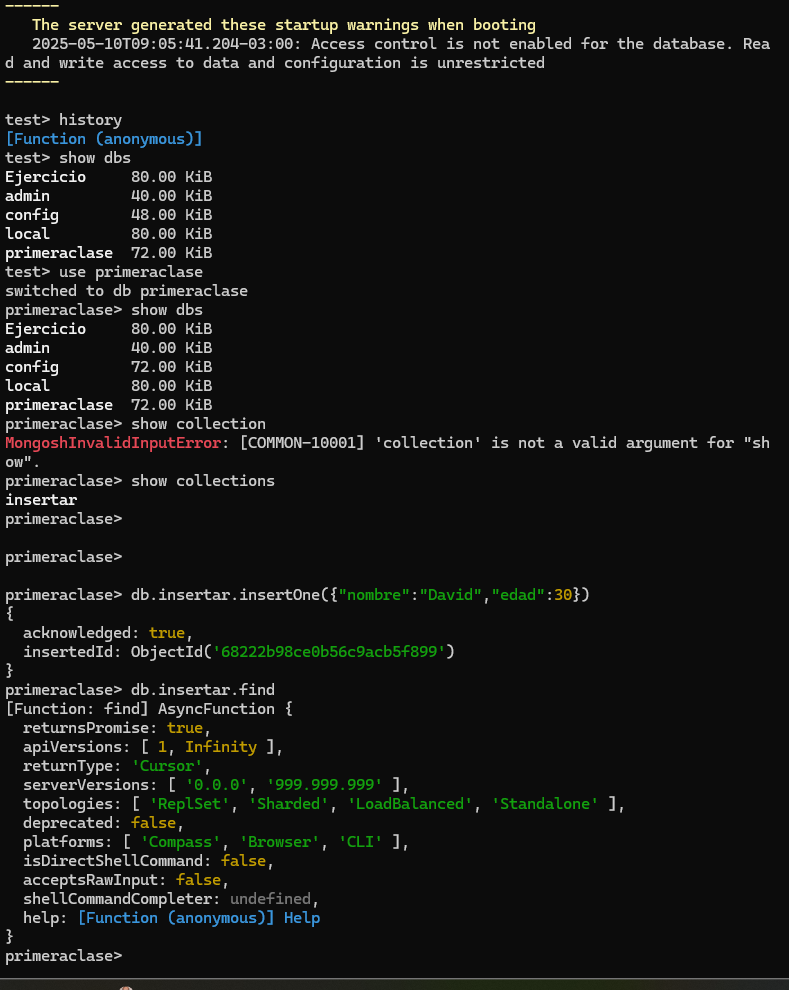 ------
   The server generated these startup warnings when booting
   2025-05-10T09:05:41.204-03:00: Access control is not enabled for the database. Rea
d and write access to data and configuration is unrestricted
------
test> history
[Function (anonymous)]
test> show dbs
Ejercicio     80.00 KiB
admin         40.00 KiB
config        48.00 KiB
local         80.00 KiB
primeraclase  72.00 KiB
test> use primeraclase
switched to db primeraclase
primeraclase> show dbs
Ejercicio     80.00 KiB
admin         40.00 KiB
config        72.00 KiB
local         80.00 KiB
primeraclase  72.00 KiB
primeraclase> show collection
MongoshInvalidInputError: [COMMON-10001] 'collection' is not a valid argument for "sh
ow".
primeraclase> show collections
insertar
primeraclase>
primeraclase>
primeraclase> db.insertar.insertOne({"nombre":"David","edad":30})
{
  acknowledged: true,
  insertedId: ObjectId('68222b98ce0b56c9acb5f899')
}
primeraclase> db.insertar.find
[Function: find] AsyncFunction {
  returnsPromise: true,
  apiVersions: [ 1, Infinity ],
  returnType: 'Cursor',
  serverVersions: [ '0.0.0', '999.999.999' ],
  topologies: [ 'ReplSet', 'Sharded', 'LoadBalanced', 'Standalone' ],
  deprecated: false,
  platforms: [ 'Compass', 'Browser', 'CLI' ],
  isDirectShellCommand: false,
  acceptsRawInput: false,
  shellCommandCompleter: undefined,
  help: [Function (anonymous)] Help
}
primeraclase>